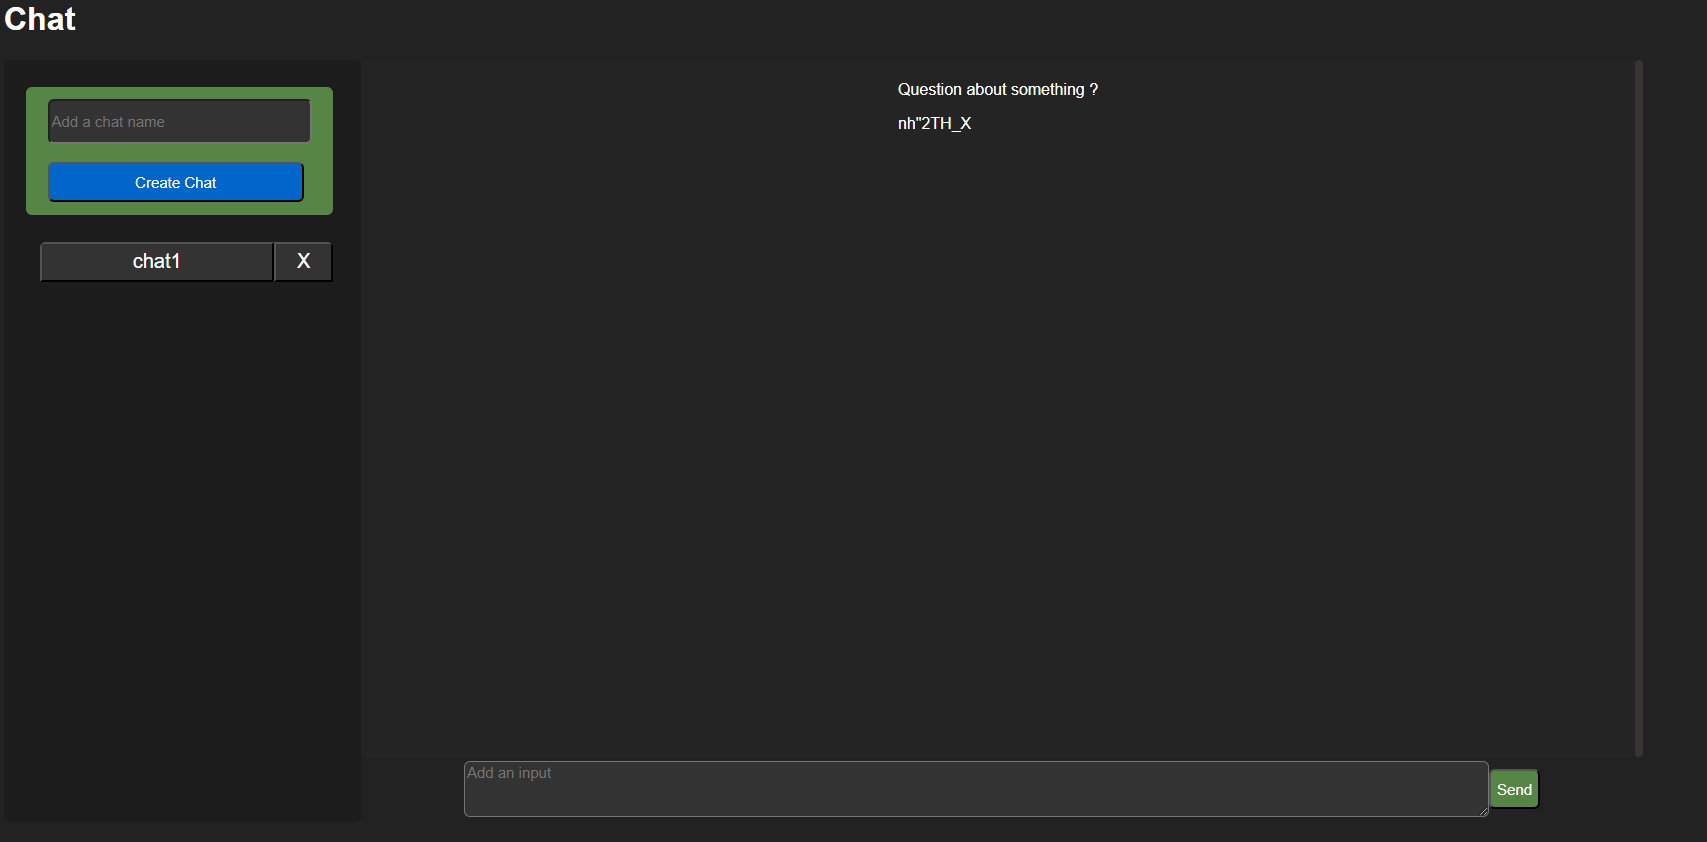 Chat
Add a chat name
Create Chat
chat1
X
Question about something ?
nh"2TH_X
Add an input
Send